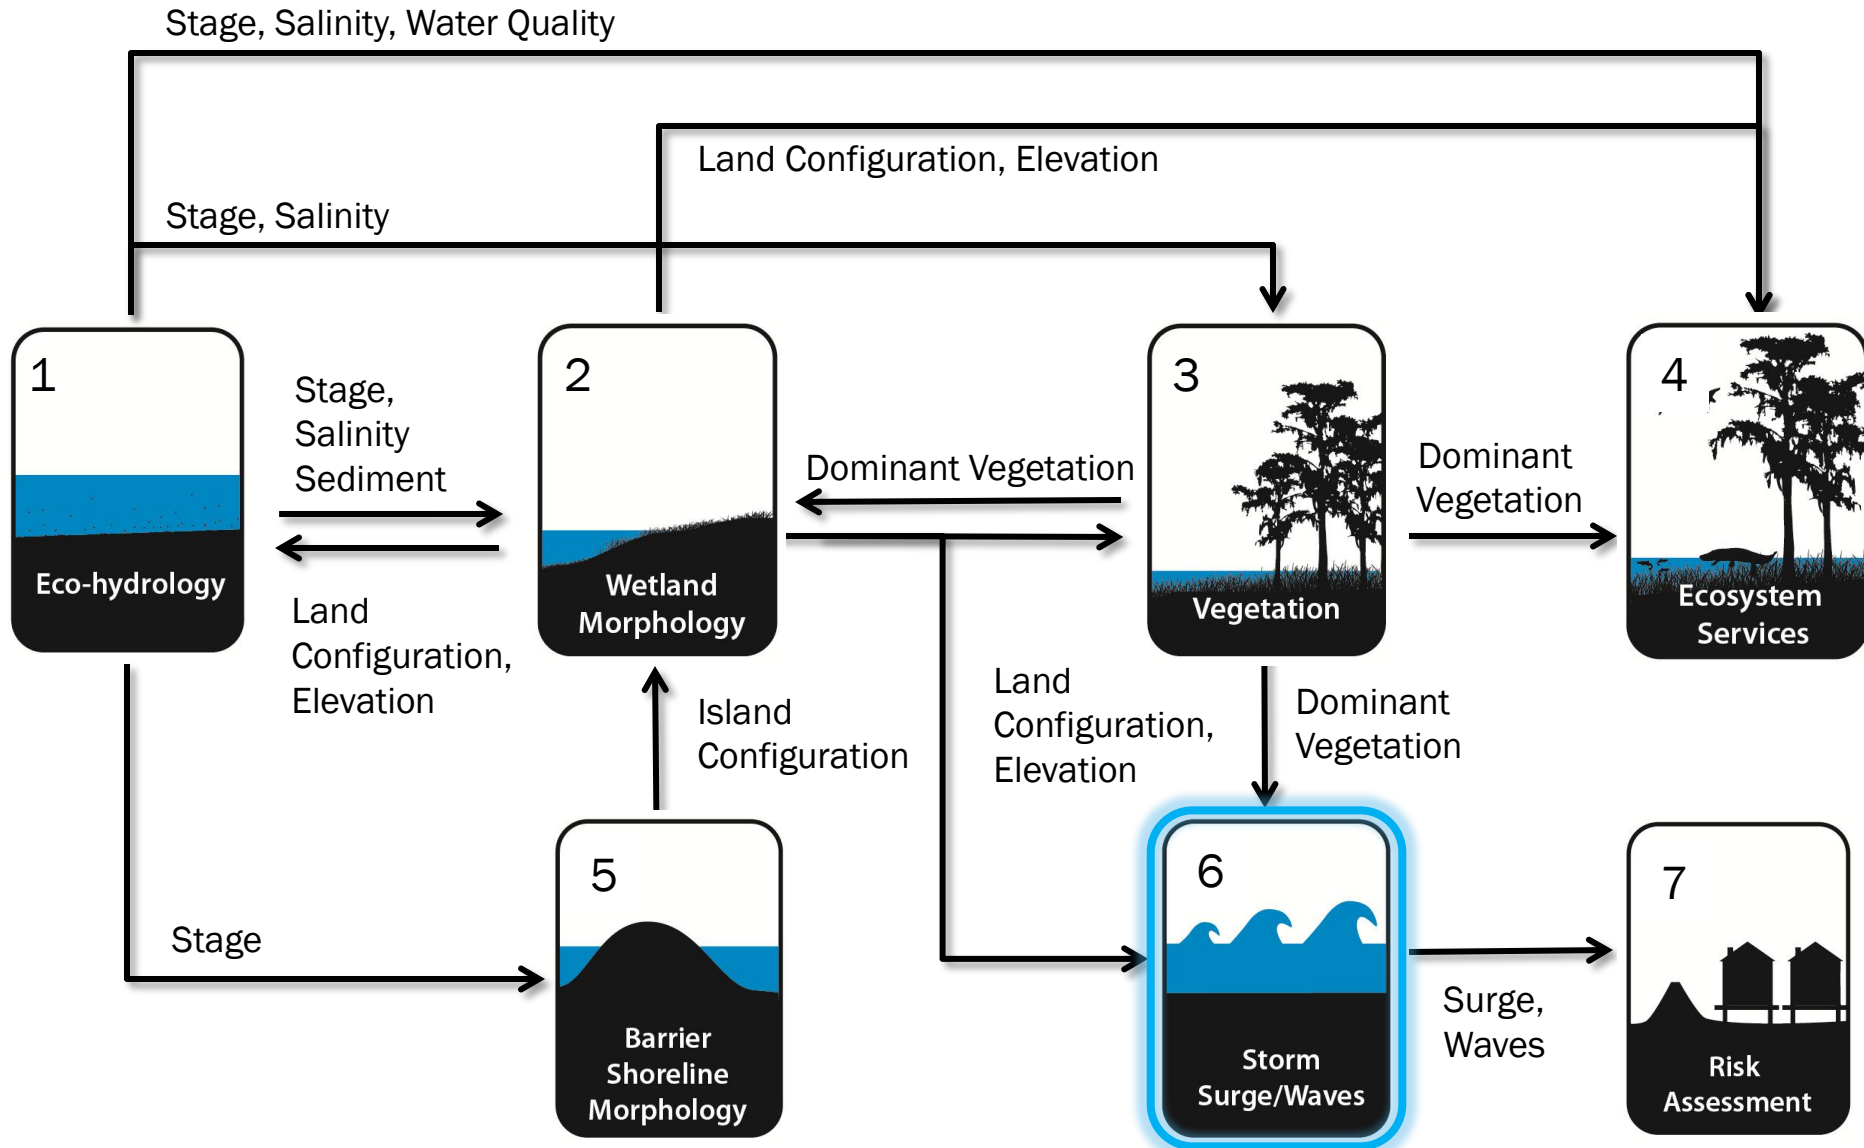 Stage, Salinity, Water Quality
Land Configuration, Elevation
Stage, Salinity
1
Eco-hydrology
Stage,
Salinity
Sediment
Land
Configuration,
Elevation
2
Wetland
Morphology
Dominant Vegetation
3
Vegetation
Dominant
Vegetation
4
Ecosystem
Services
Island
Configuration
Land
Configuration,
Elevation
Dominant
Vegetation
Stage
5
Barrier
Shoreline
Morphology
6
Storm
Surge/Waves
Surge,
Waves
7
Risk
Assessment